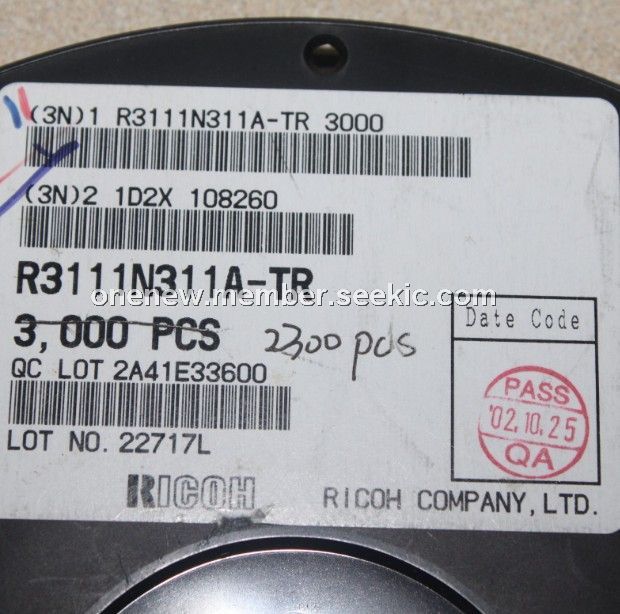 (3N)1 R3111N311A-TR 3000
(3N)2 1D2X 108260
R3111N311A-TR
onenew.member.seekic.com
3,000 PCS 2300 pcs
QC LOT 2A41E33600
LOT NO. 22717L
Date Code
PASS
'02.10.25
QA
RICOH RICOH COMPANY,LTD.